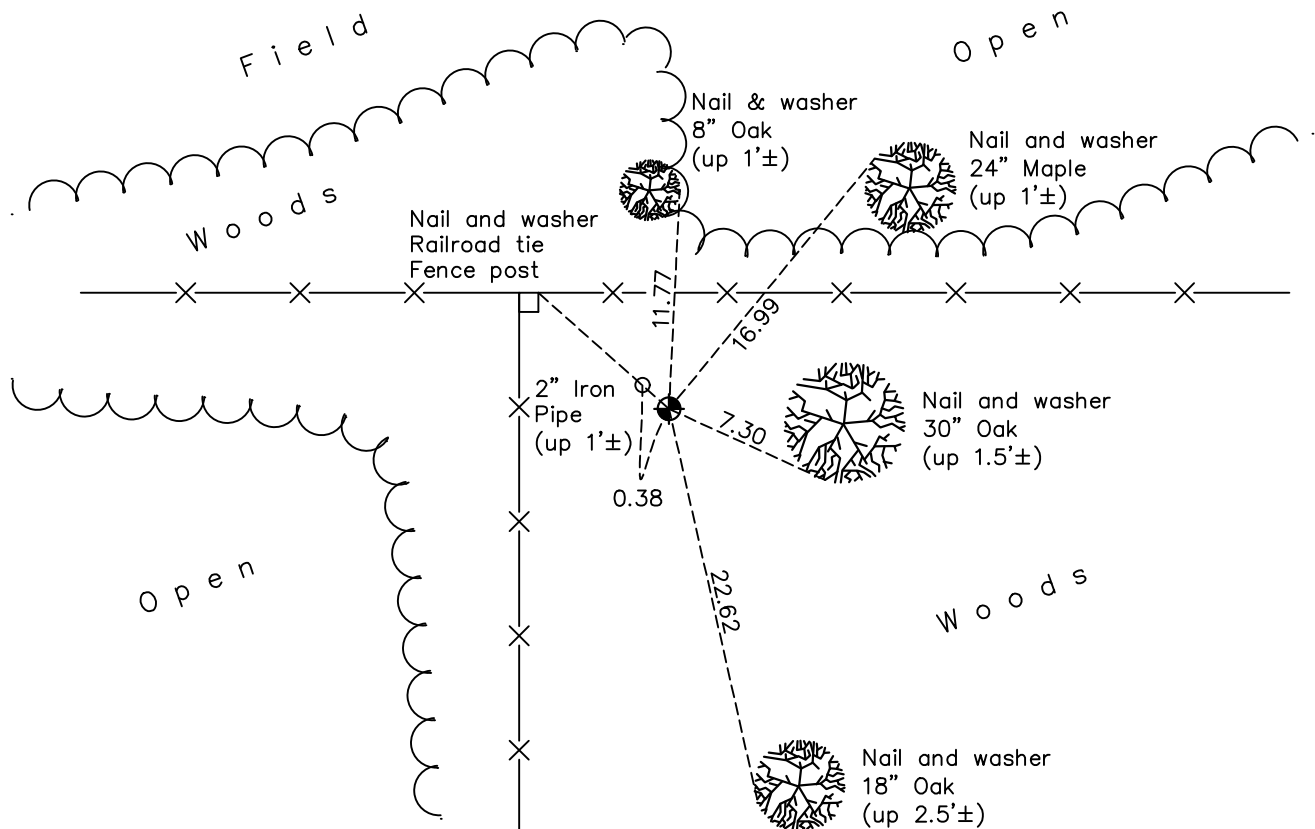 Field
Open
Nail & washer
8" Oak
(up 1'±)
Nail and washer
24" Maple
(up 1'±)
Woods
Nail and washer
Railroad tie
Fence post
11.77
16.99
2" Iron
Pipe
(up 1'±)
7.30
Nail and washer
30" Oak
(up 1.5'±)
0.38
Open
22.62
Woods
Nail and washer
18" Oak
(up 2.5'±)